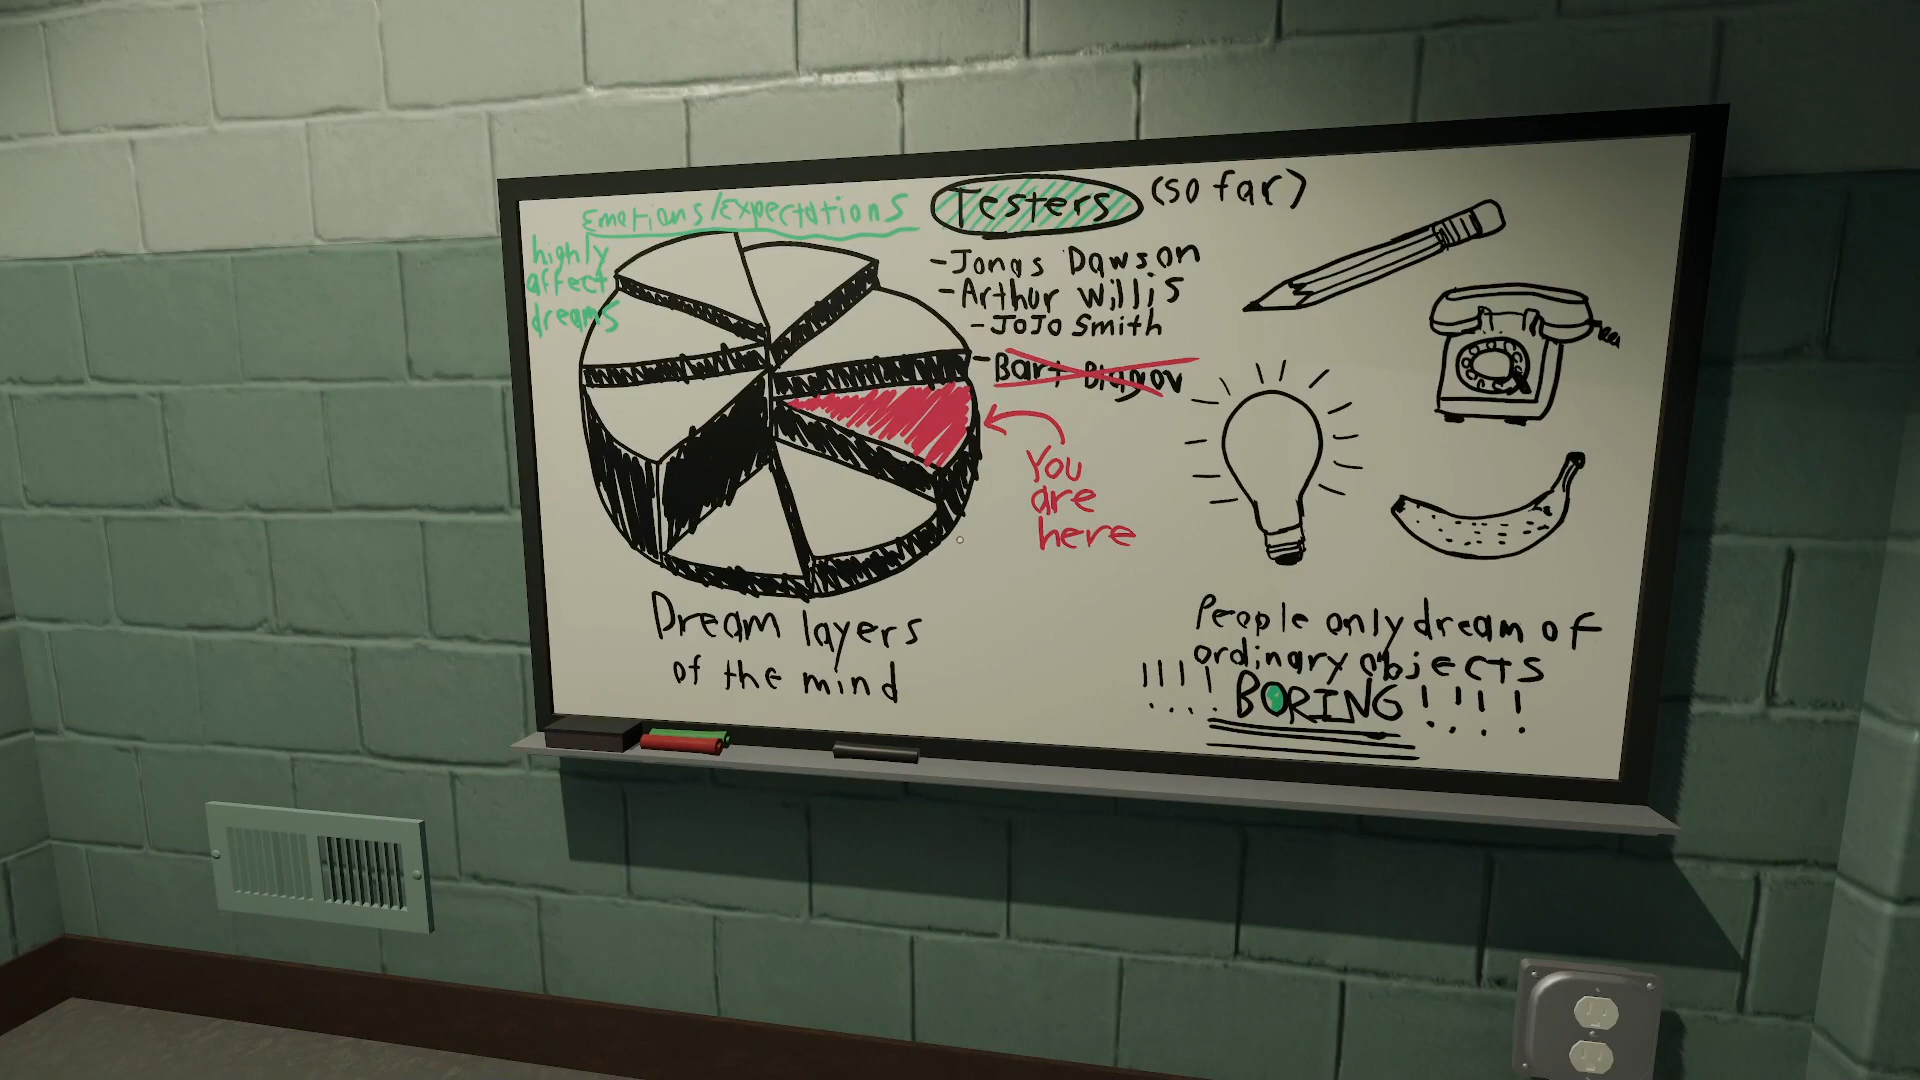 Emotions/Expectations
highly
affect
dreams
Testers (so far)
-Jonas Dawson
-Arthur Willis
-JoJo Smith
-Bart
You
are
here
Dream layers
of the mind
People only dream of
ordinary objects
!!!! BORING !!!!